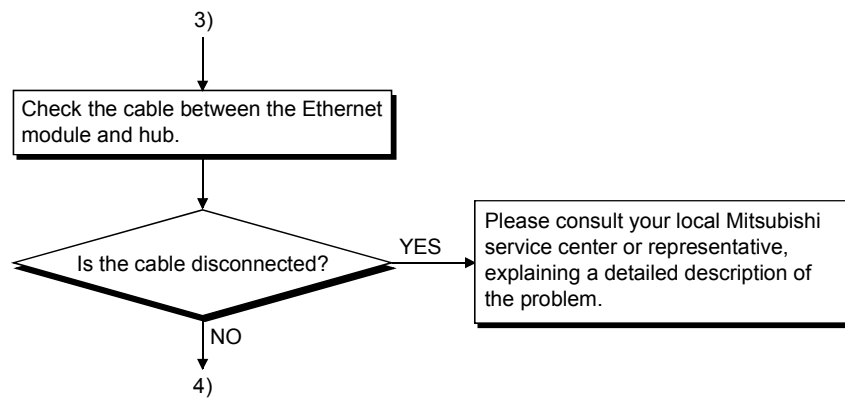 3)
Check the cable between the Ethernet
module and hub.
Is the cable disconnected?
YES
Please consult your local Mitsubishi
service center or representative,
explaining a detailed description of
the problem.
NO
4)